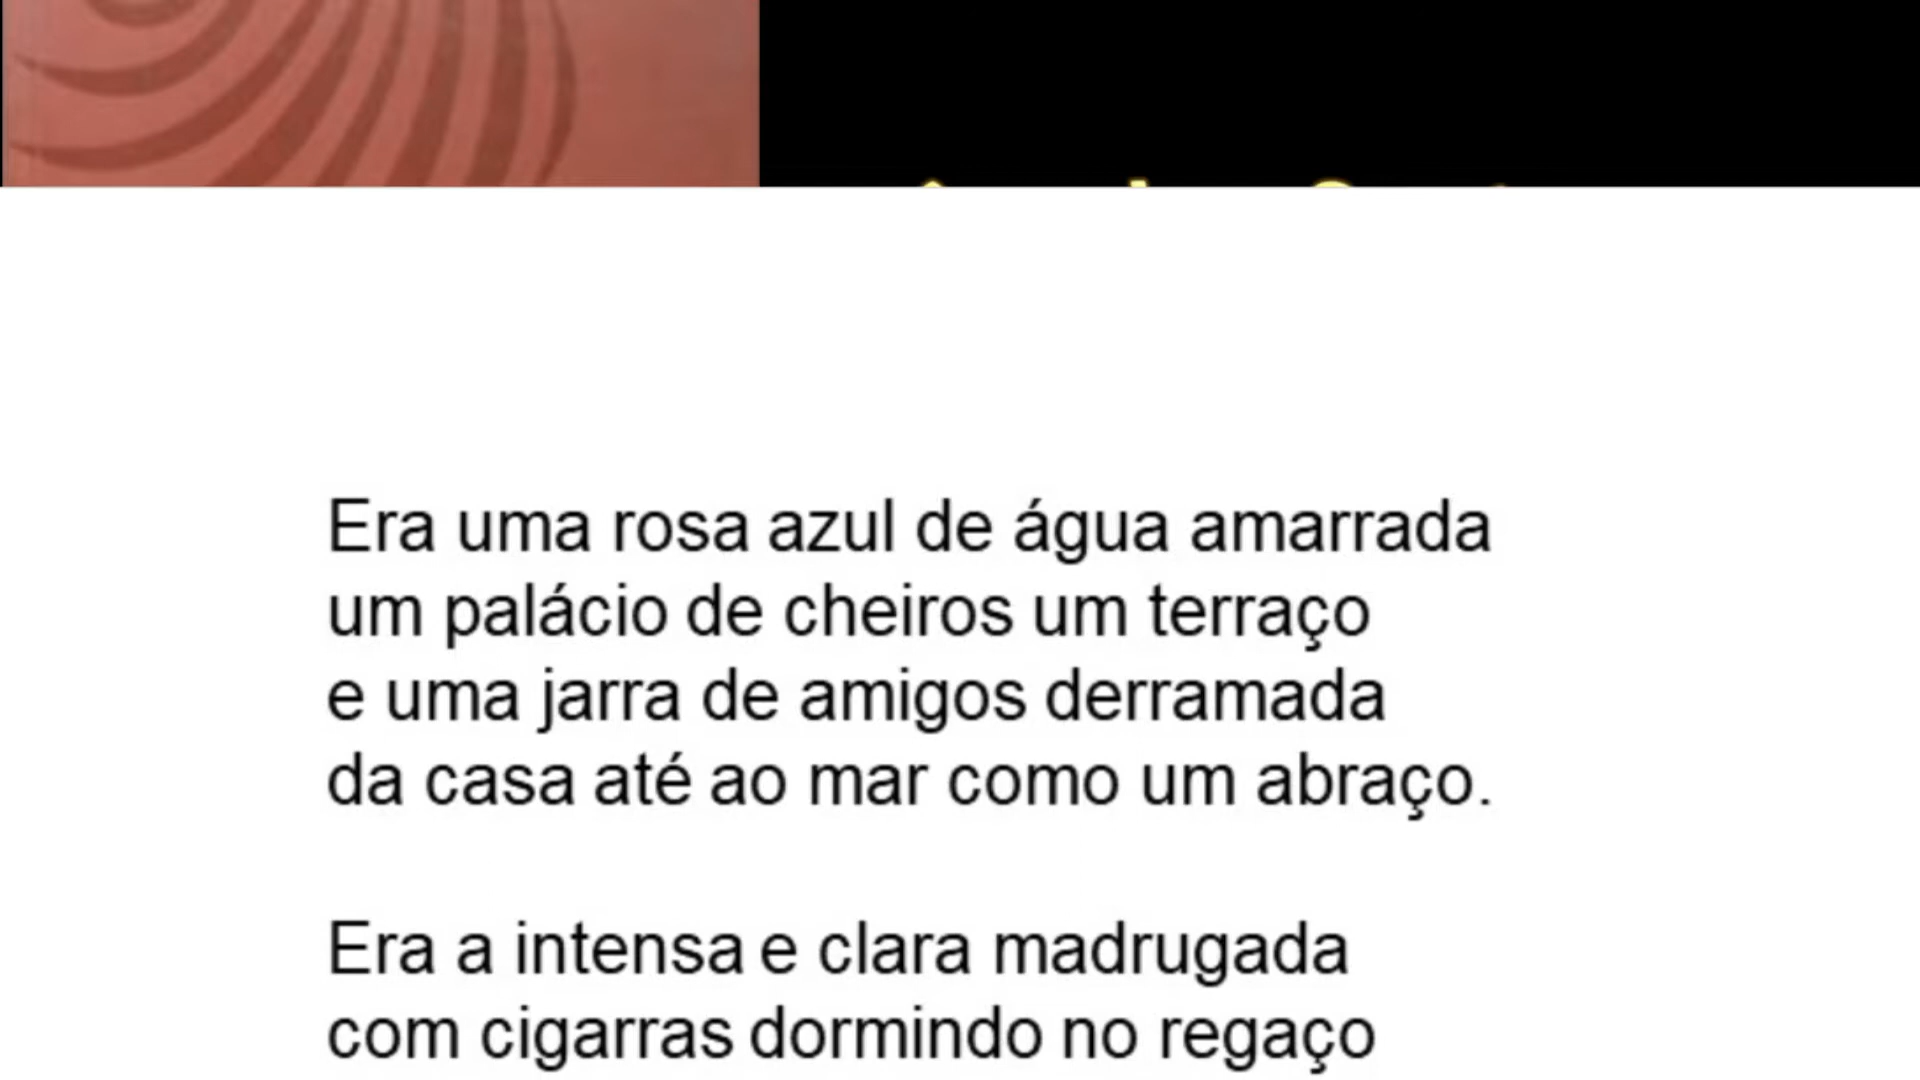 Era uma rosa azul de água amarrada
um palácio de cheiros um terraço
e uma jarra de amigos derramada
da casa até ao mar como um abraço.
Era a intensa e clara madrugada
com cigarras dormindo no regaço